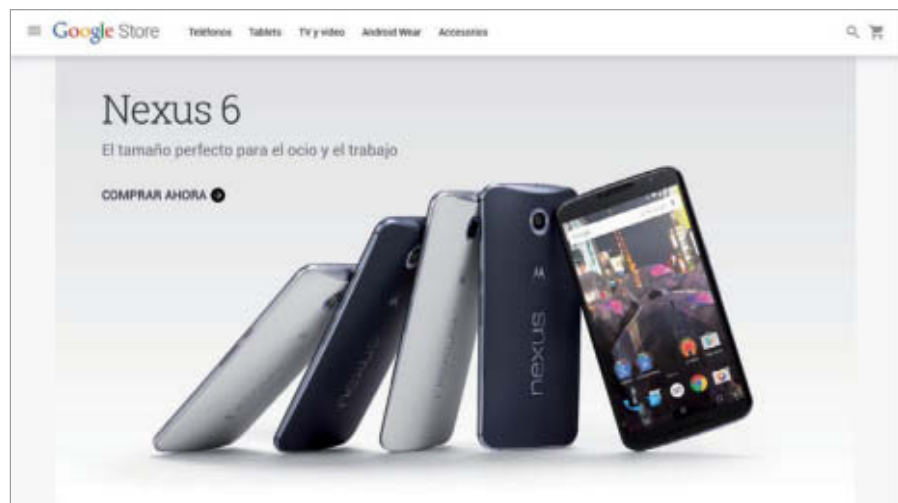 Google Store Teléfonos Tablets TV y vídeo Android Wear Accesorios
Nexus 6
El tamaño perfecto para el ocio y el trabajo
COMPRAR AHORA
nexus
Google